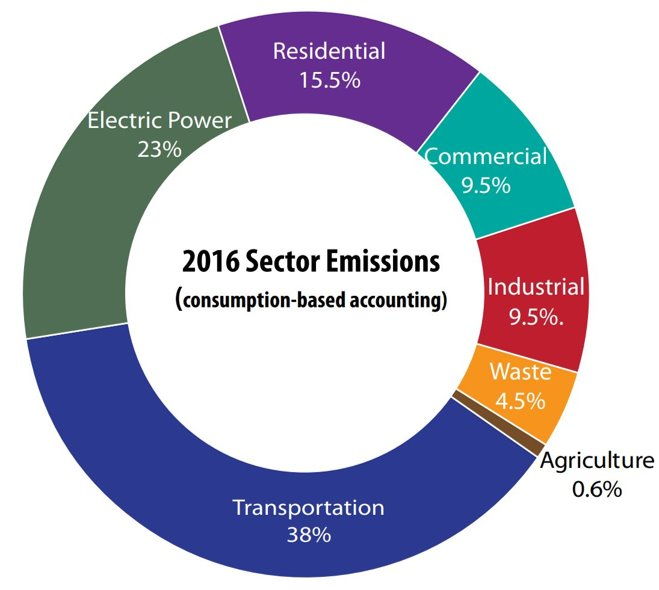 Residential
15.5%
Electric Power
23%
Commercial
9.5%
2016 Sector Emissions
(consumption-based accounting)
Industrial
9.5%.
Waste
4.5%
Agriculture
0.6%
Transportation
38%